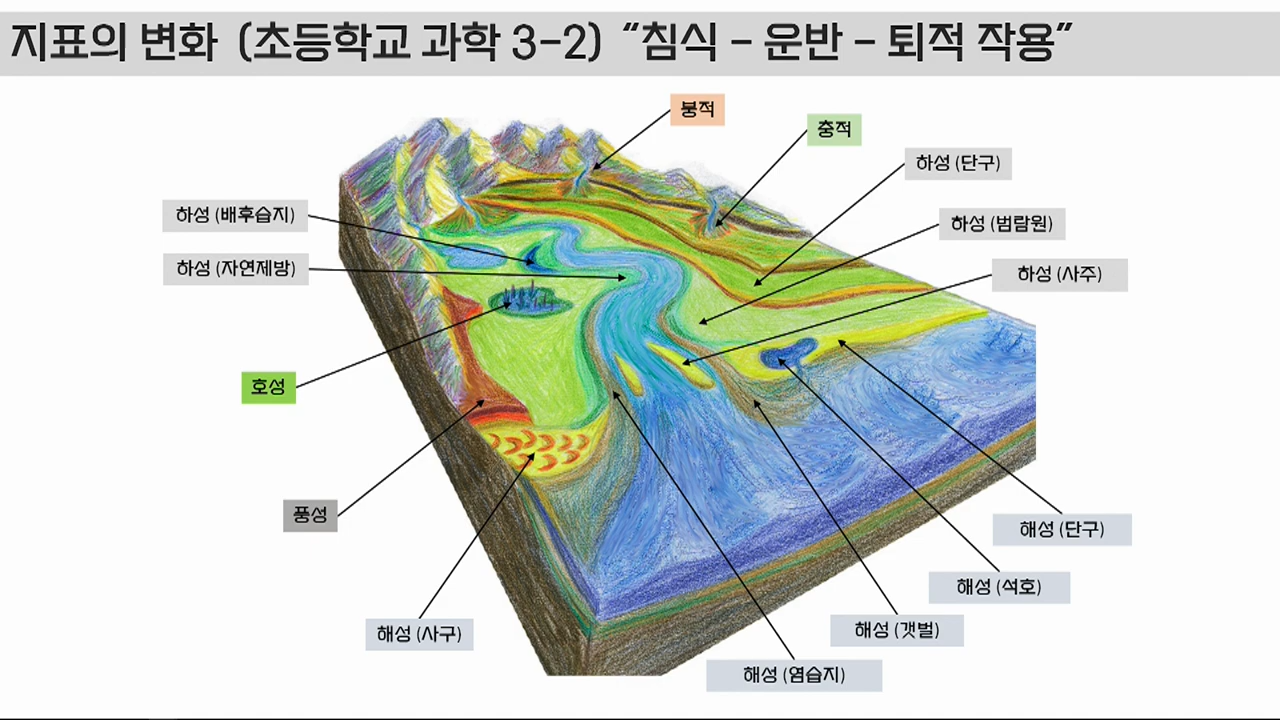 지표의 변화 (초등학교 과학 3-2) “침식 - 운반 - 퇴적 작용”
붕적
충적
하성 (단구)
하성 (배후습지)
하성 (범람원)
하성 (자연제방)
하성 (사주)
호성
풍성
해성 (단구)
해성 (석호)
해성 (사구)
해성 (갯벌)
해성 (염습지)